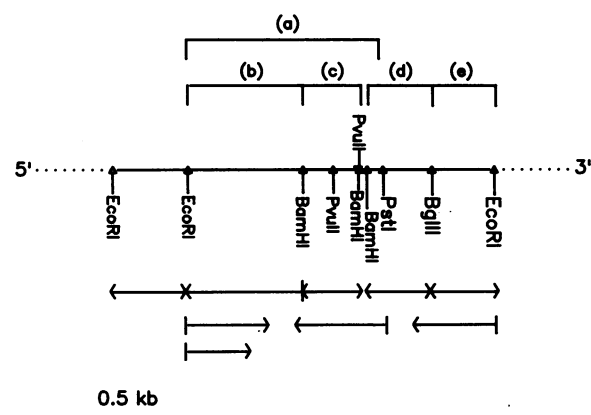 (a)
(b) (c) (d) (e)
PvuII
5' 3'
EcoRI EcoRI BamHI PvuII BamHI BamHI PstI BglII EcoRI
0.5 kb